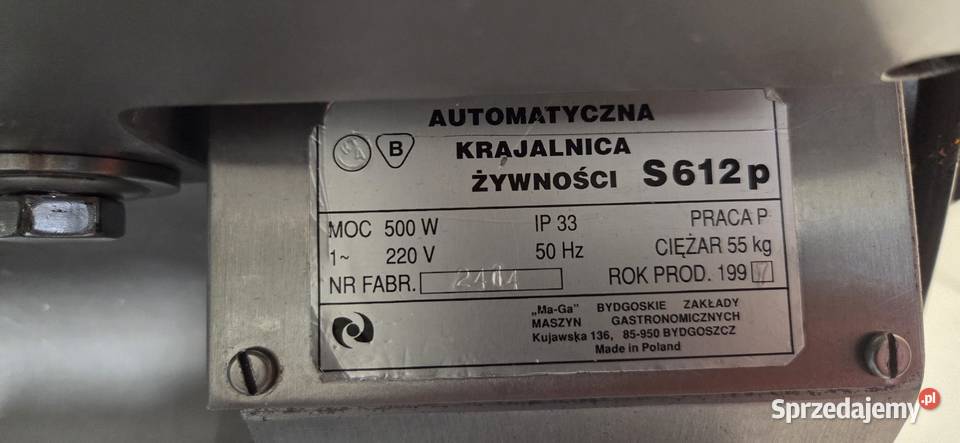 AUTOMATYCZNA
B
KRAJALNICA
ŻYWNOŚCI S612p
MOC 500 W IP 33 PRACA P
1~ 220 V 50 Hz CIĘŻAR 55 kg
NR FABR. ROK PROD. 199
„Ma-Ga" BYDGOSKIE ZAKŁADY
MASZYN GASTRONOMICZNYCH
Kujawska 136, 85-950 BYDGOSZCZ
Made in Poland
Sprzedajemy.pl